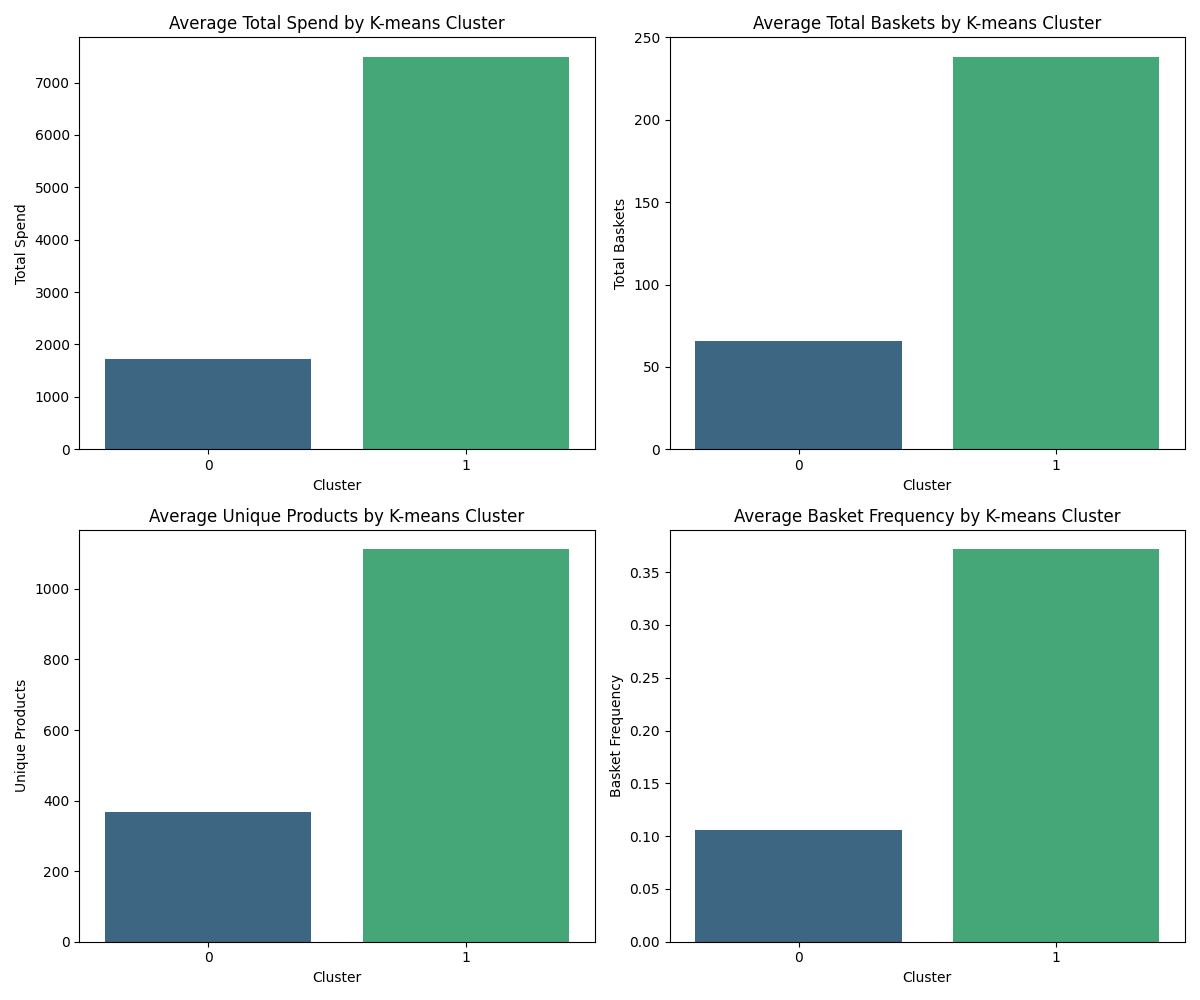 Average Total Spend by K-means Cluster
Total Spend
7000
6000
5000
4000
3000
2000
1000
0
0 1
Cluster
Average Total Baskets by K-means Cluster
Total Baskets
250
200
150
100
50
0
0 1
Cluster
Average Unique Products by K-means Cluster
Unique Products
1000
800
600
400
200
0
0 1
Cluster
Average Basket Frequency by K-means Cluster
Basket Frequency
0.35
0.30
0.25
0.20
0.15
0.10
0.05
0.00
0 1
Cluster